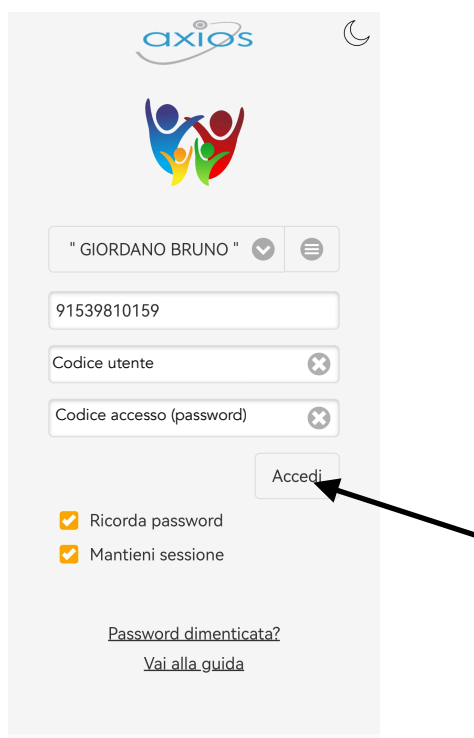 axios
" GIORDANO BRUNO "
91539810159
Codice utente
Codice accesso (password)
Accedi
Ricorda password
Mantieni sessione
Password dimenticata?
Vai alla guida